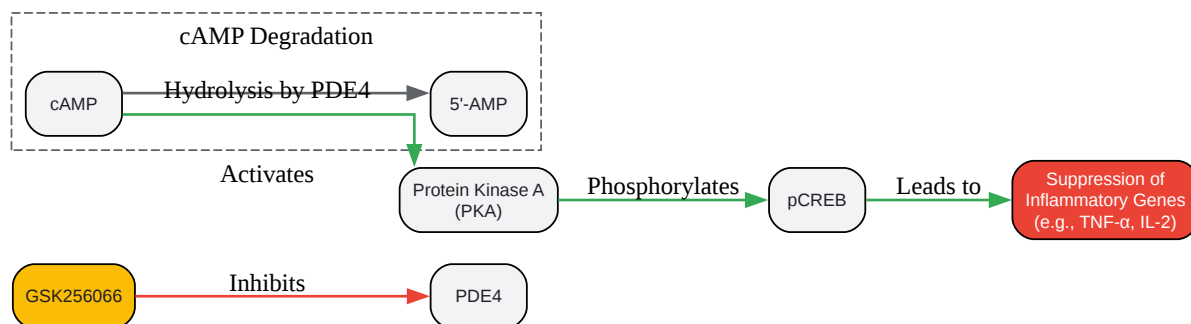 cAMP Degradation
cAMP
Hydrolysis by PDE4
5'-AMP
Activates
Protein Kinase A
(PKA)
Phosphorylates
pCREB
Leads to
Suppression of
Inflammatory Genes
(e.g., TNF-α, IL-2)
GSK256066
Inhibits
PDE4